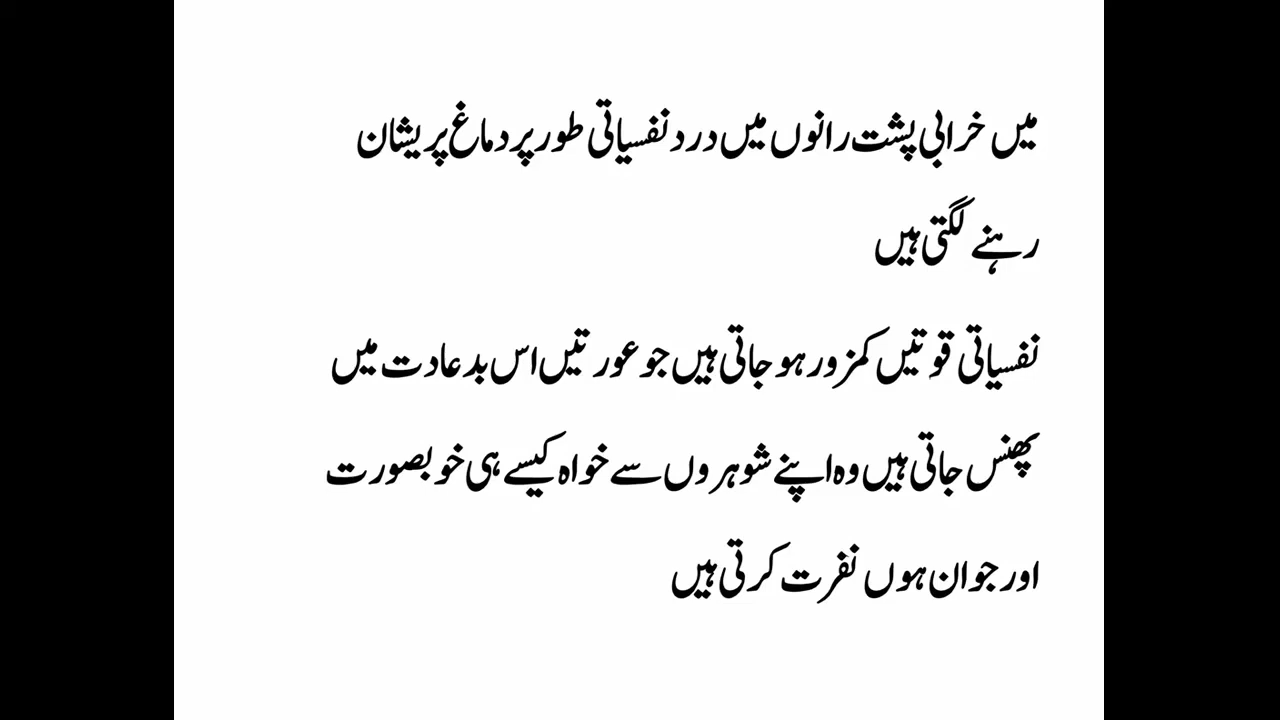 میں خرابی پشت رانوں میں درد نفسیاتی طور پر دماغ پریشان
رہنے لگتی ہیں
نفسیاتی قوتیں کمزور ہو جاتی ہیں جو عورتیں اس بد عادت میں
پھنس جاتی ہیں وہ اپنے شوہروں سے خواہ کیسے ہی خوبصورت
اور جوان ہوں نفرت کرتی ہیں